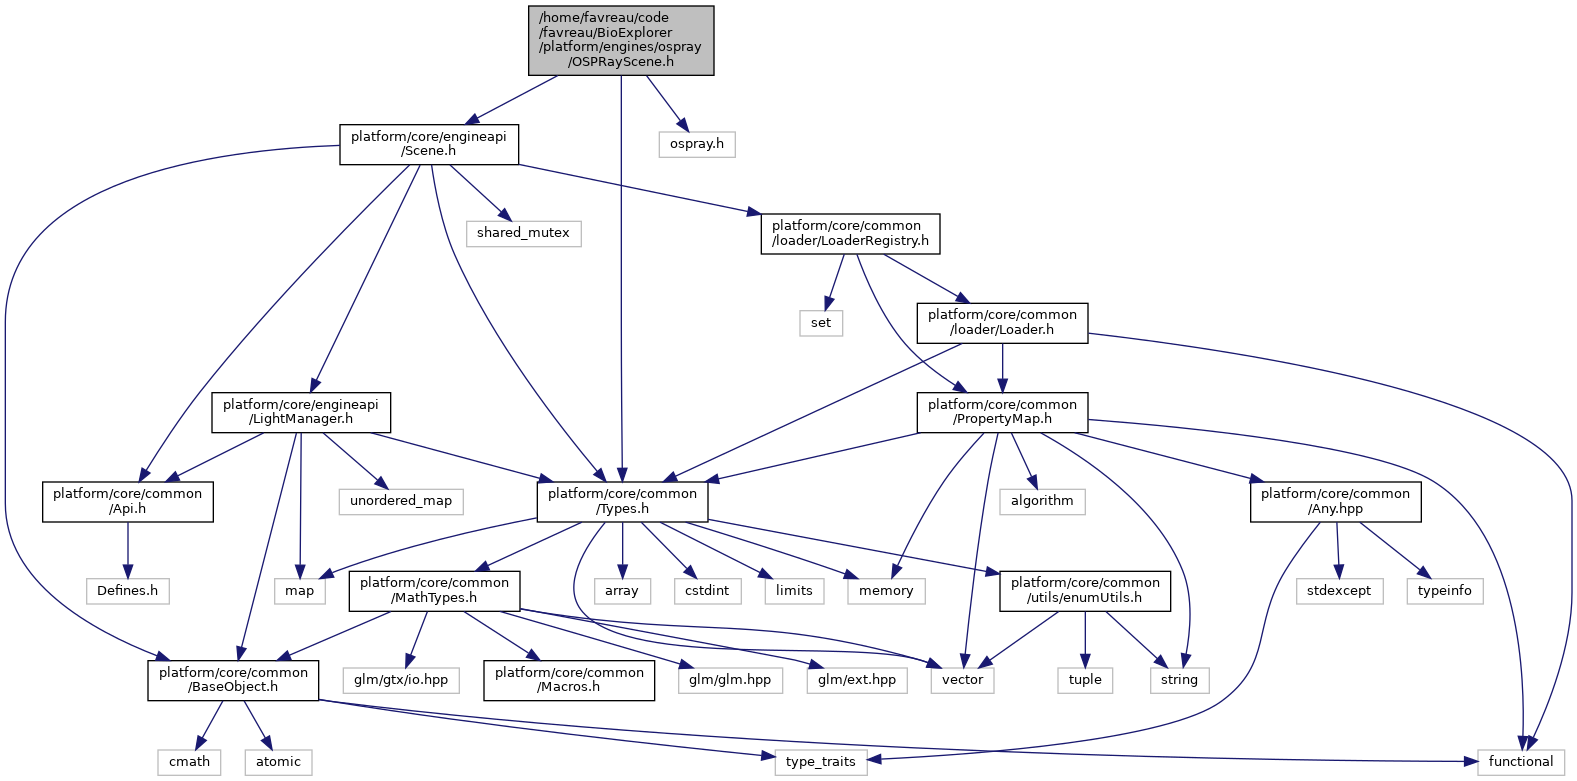 /home/favreau/code
/favreau/BioExplorer
/platform/engines/ospray
/OSPRayScene.h
platform/core/engineapi
/Scene.h
ospray.h
shared_mutex
platform/core/common
/loader/LoaderRegistry.h
set
platform/core/common
/loader/Loader.h
platform/core/engineapi
/LightManager.h
platform/core/common
/PropertyMap.h
platform/core/common
/Api.h
unordered_map
platform/core/common
/Types.h
algorithm
platform/core/common
/Any.hpp
Defines.h
map
platform/core/common
/MathTypes.h
array
cstdint
limits
memory
platform/core/common
/utils/enumUtils.h
stdexcept
typeinfo
platform/core/common
/BaseObject.h
glm/gtx/io.hpp
platform/core/common
/Macros.h
glm/glm.hpp
glm/ext.hpp
vector
tuple
string
cmath
atomic
type_traits
functional